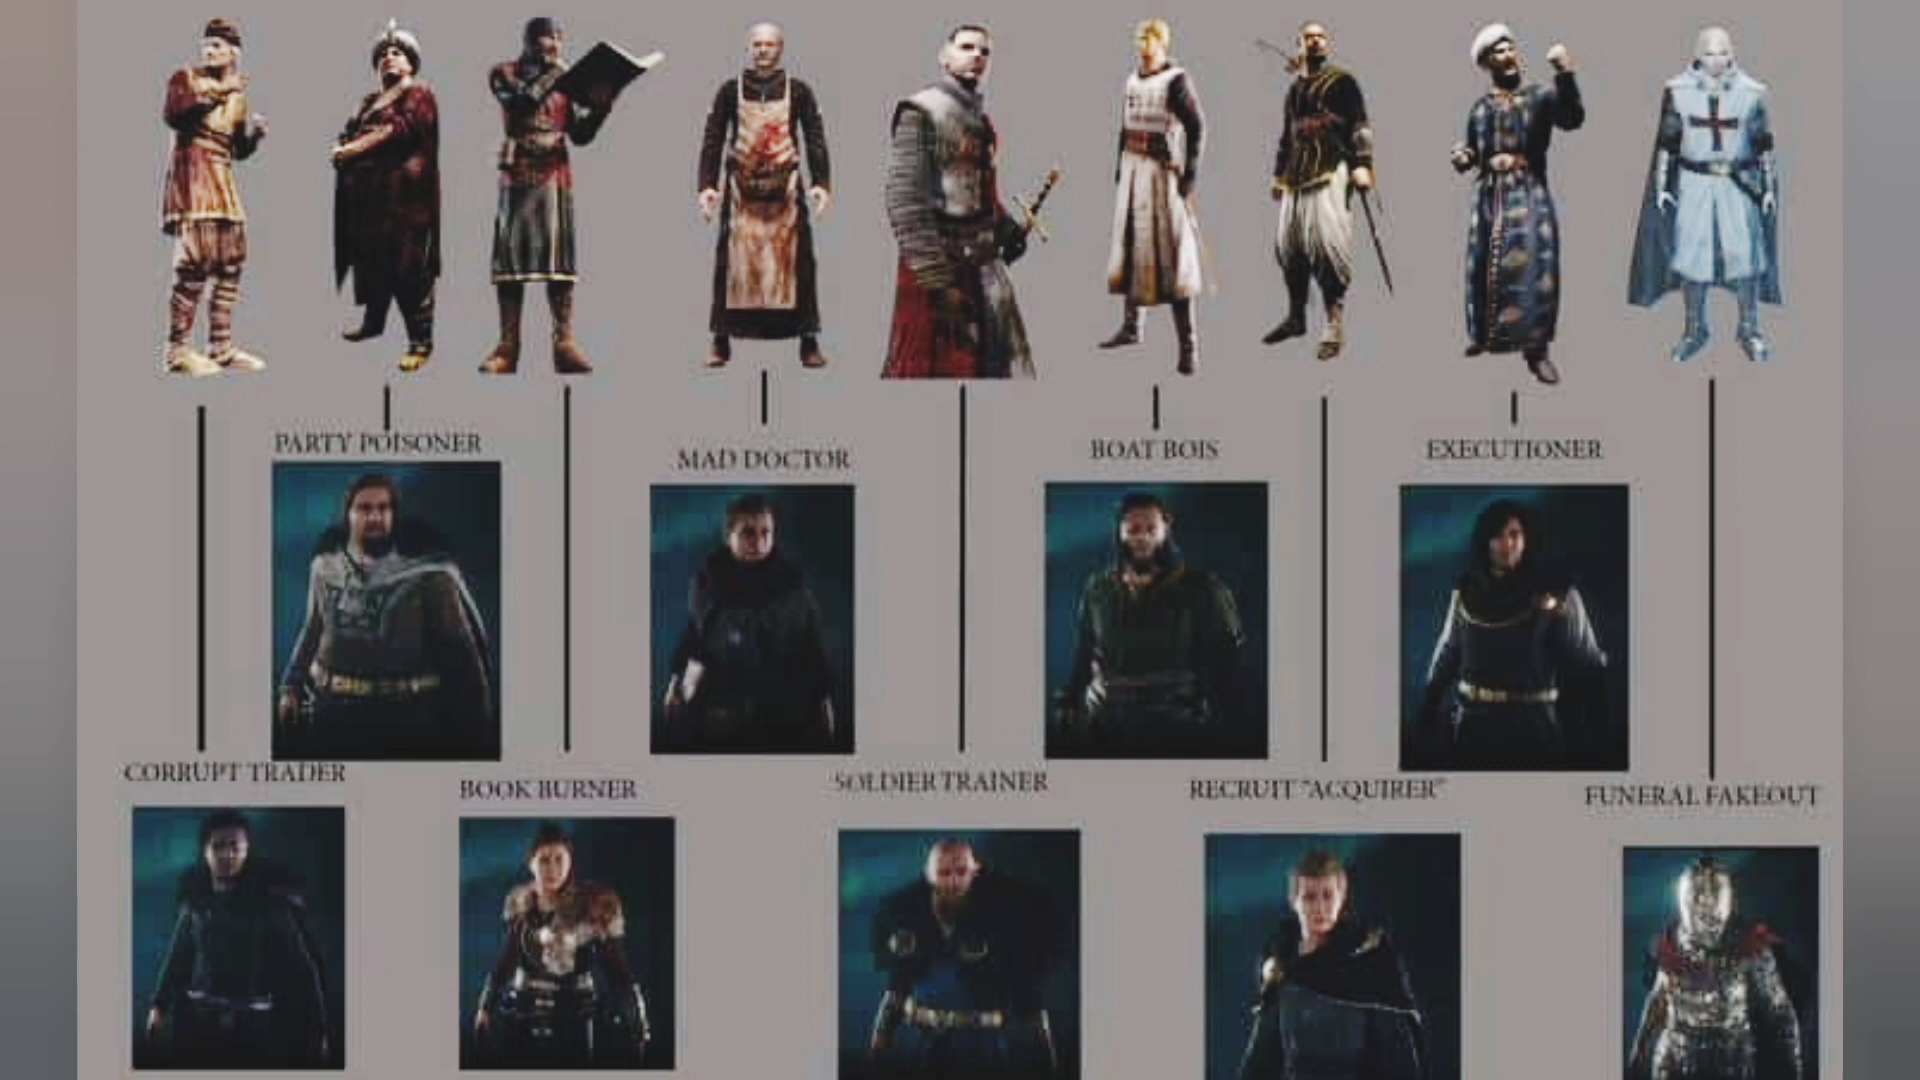 PARTY POISONER
MAD DOCTOR
BOAT BOIS
EXECUTIONER
CORRUPT TRADER
BOOK BURNER
SOLDIER TRAINER
RECRUIT "ACQUIRER"
FUNERAL FAKEOUT